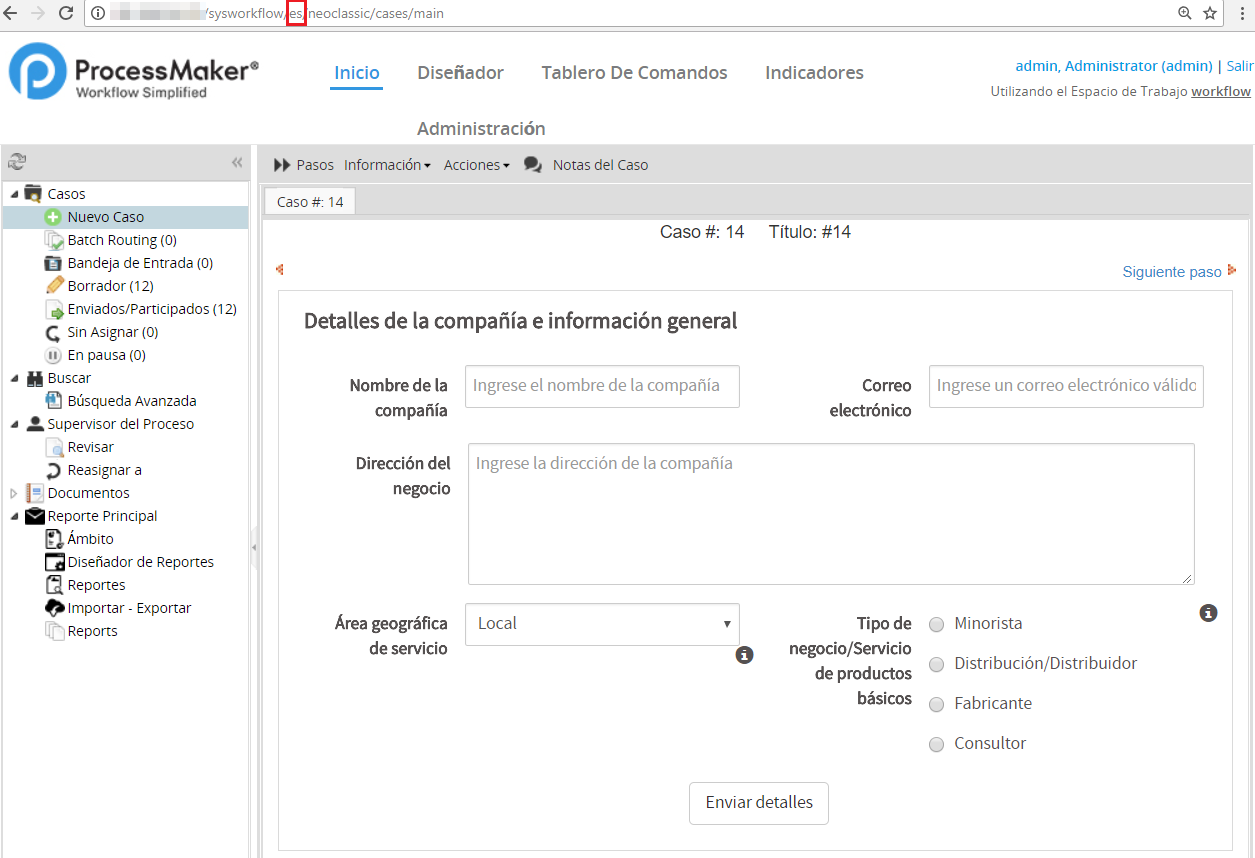 /sysworkflow/es/neoclassic/cases/main
ProcessMaker®
Workflow Simplified
Inicio
Diseñador
Tablero De Comandos
Indicadores
Administración
admin, Administrator (admin) | Salir
Utilizando el Espacio de Trabajo workflow
Casos
Nuevo Caso
Batch Routing (0)
Bandeja de Entrada (0)
Borrador (12)
Enviados/Participados (12)
Sin Asignar (0)
En pausa (0)
Buscar
Búsqueda Avanzada
Supervisor del Proceso
Revisar
Reasignar a
Documentos
Reporte Principal
Ámbito
Diseñador de Reportes
Reportes
Importar - Exportar
Reports
Pasos Información Acciones Notas del Caso
Caso #: 14
Caso #: 14 Título: #14
Siguiente paso
Detalles de la compañía e información general
Nombre de la
compañía
Ingrese el nombre de la compañía
Correo
electrónico
Ingrese un correo electrónico válido
Dirección del
negocio
Ingrese la dirección de la compañía
Área geográfica
de servicio
Local
Tipo de
negocio/Servicio
de productos
básicos
Minorista
Distribución/Distribuidor
Fabricante
Consultor
Enviar detalles